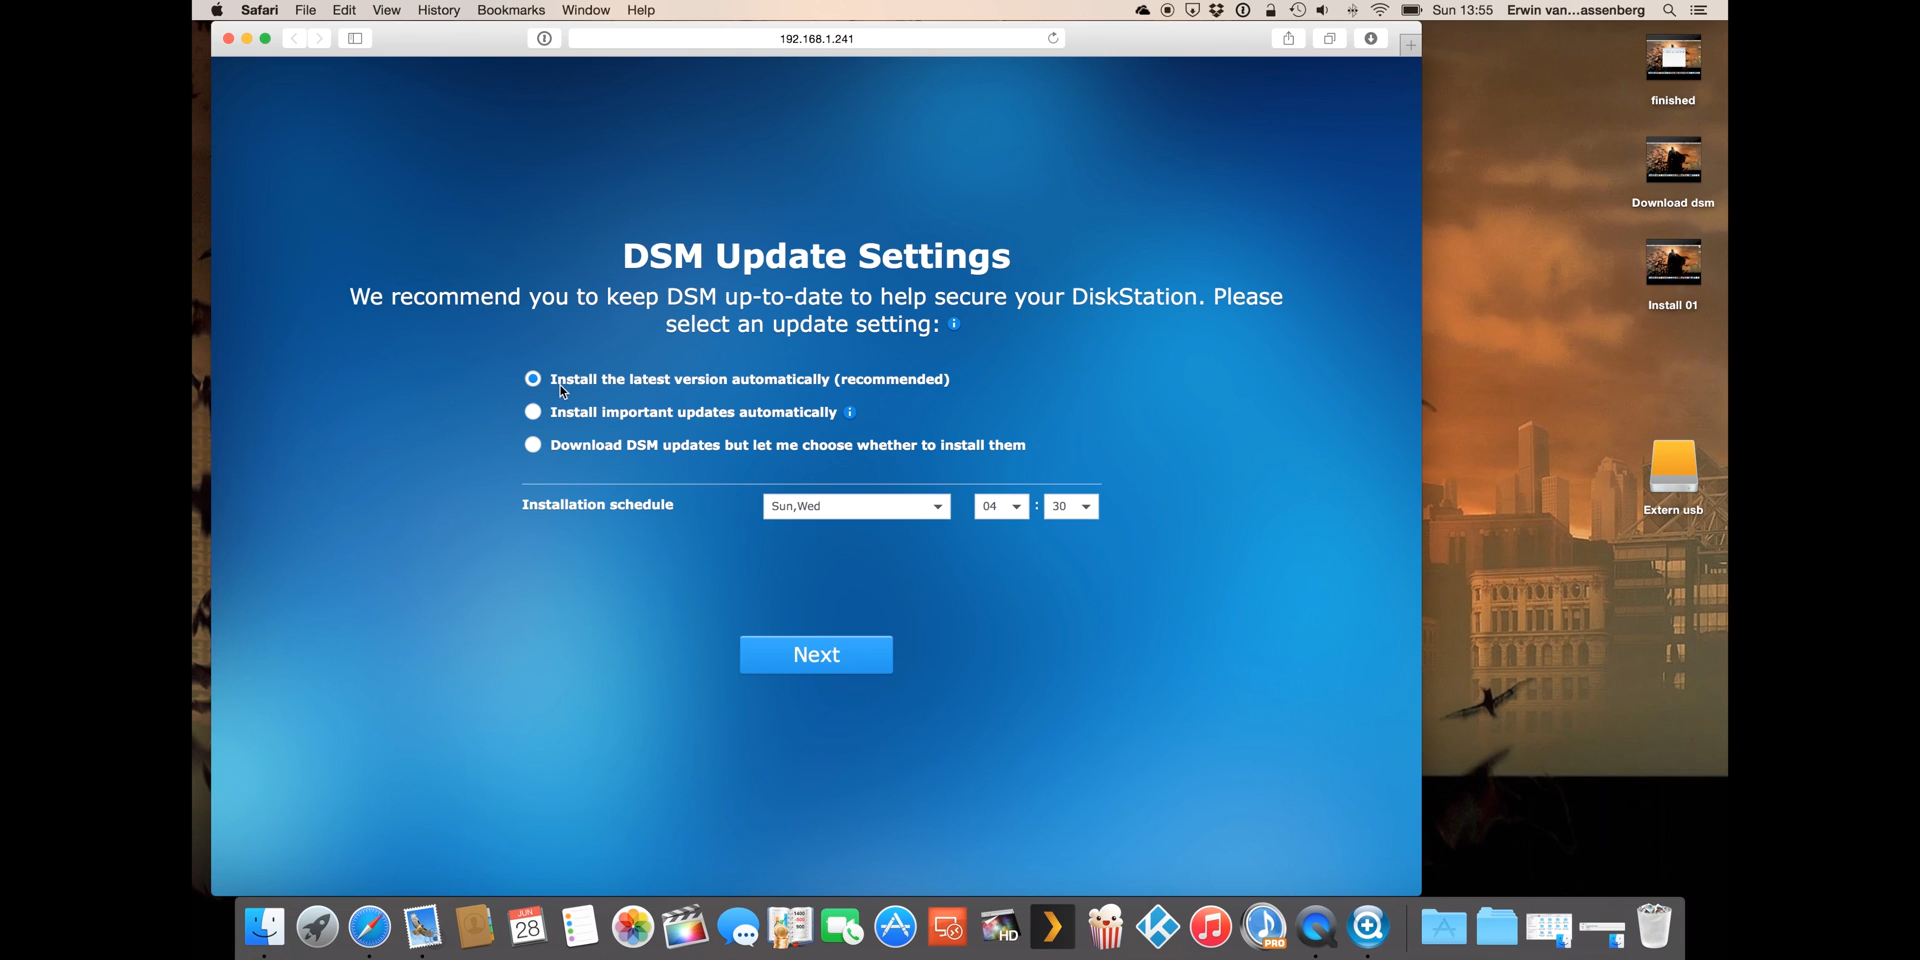 Safari File Edit View History Bookmarks Window Help Sun 13:55 Erwin van...assenberg
192.168.1.241
finished
Download dsm
Install 01
Extern usb
DSM Update Settings
We recommend you to keep DSM up-to-date to help secure your DiskStation. Please
select an update setting:
Install the latest version automatically (recommended)
Install important updates automatically
Download DSM updates but let me choose whether to install them
Installation schedule Sun,Wed 04 : 30
Next
JUN
28
HD
PRO